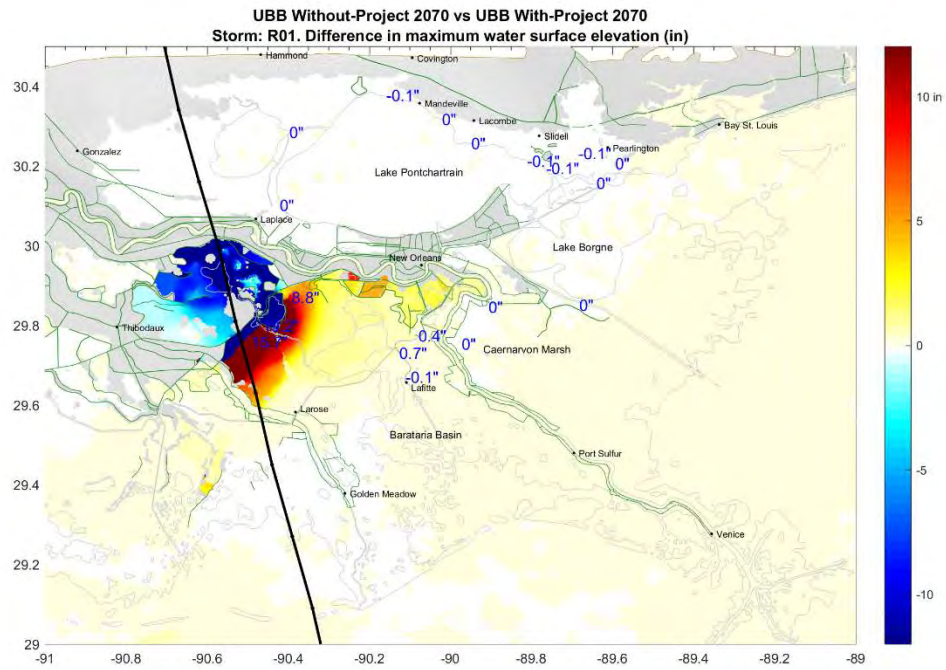 UBB Without-Project 2070 vs UBB With-Project 2070
Storm: R01. Difference in maximum water surface elevation (in)
Hammond
Covington
30.4
-0.1"
Mandeville
10 in
0"
0"
Lacombe
Bay St. Louis
0"
Slidell
Gonzalez
-0.1"
Pearlington
30.2
-0.1"
0"
-0.1"
Lake Pontchartrain
0"
0"
Laplace
5
30
Lake Borgne
New Orleans
8.8"
0"
0"
29.8
Thibodaux
0.4"
0"
Caernarvon Marsh
0.7"
0
-0.1"
Lafitte
29.6
Larose
Barataria Basin
Port Sulfur
-5
29.4
Golden Meadow
Venice
29.2
-10
29
-91
-90.8
-90.6
-90.4
-90.2
-90
-89.8
-89.6
-89.4
-89.2
-89